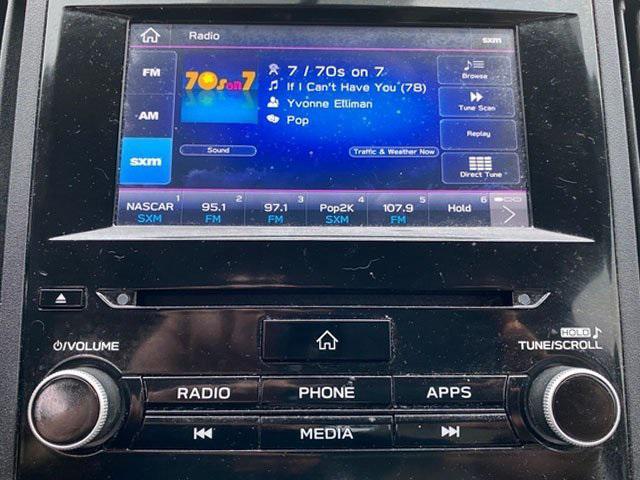 Radio
sxm
FM
AM
sxm
70s on 7
7 / 70s on 7
If I Can't Have You (78)
Yvonne Elliman
Pop
Sound
Traffic & Weather Now
Browse
Tune Scan
Replay
Direct Tune
1 2 3 4 5 6
NASCAR 95.1 97.1 Pop2K 107.9 Hold
SXM FM FM SXM FM
VOLUME
HOLD
TUNE/SCROLL
RADIO PHONE APPS
MEDIA